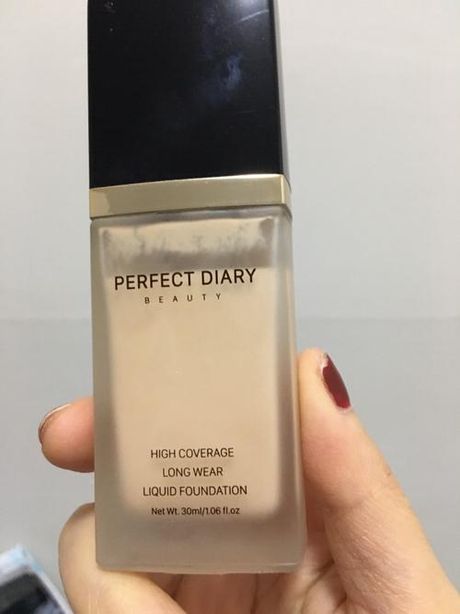 PERFECT DIARY
BEAUTY
HIGH COVERAGE
LONG WEAR
LIQUID FOUNDATION
Net Wt. 30ml/1.06 fl.oz